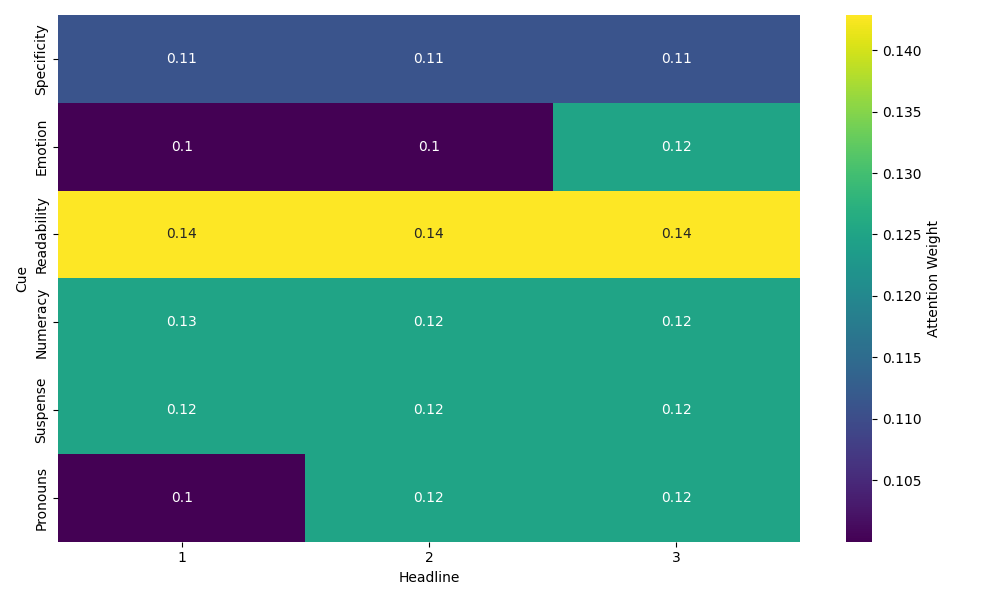 Specificity 0.11 0.11 0.11
Emotion 0.1 0.1 0.12
Readability 0.14 0.14 0.14
Numeracy 0.13 0.12 0.12
Suspense 0.12 0.12 0.12
Pronouns 0.1 0.12 0.12
Cue
1 2 3
Headline
0.140
0.135
0.130
0.125
0.120
0.115
0.110
0.105
Attention Weight